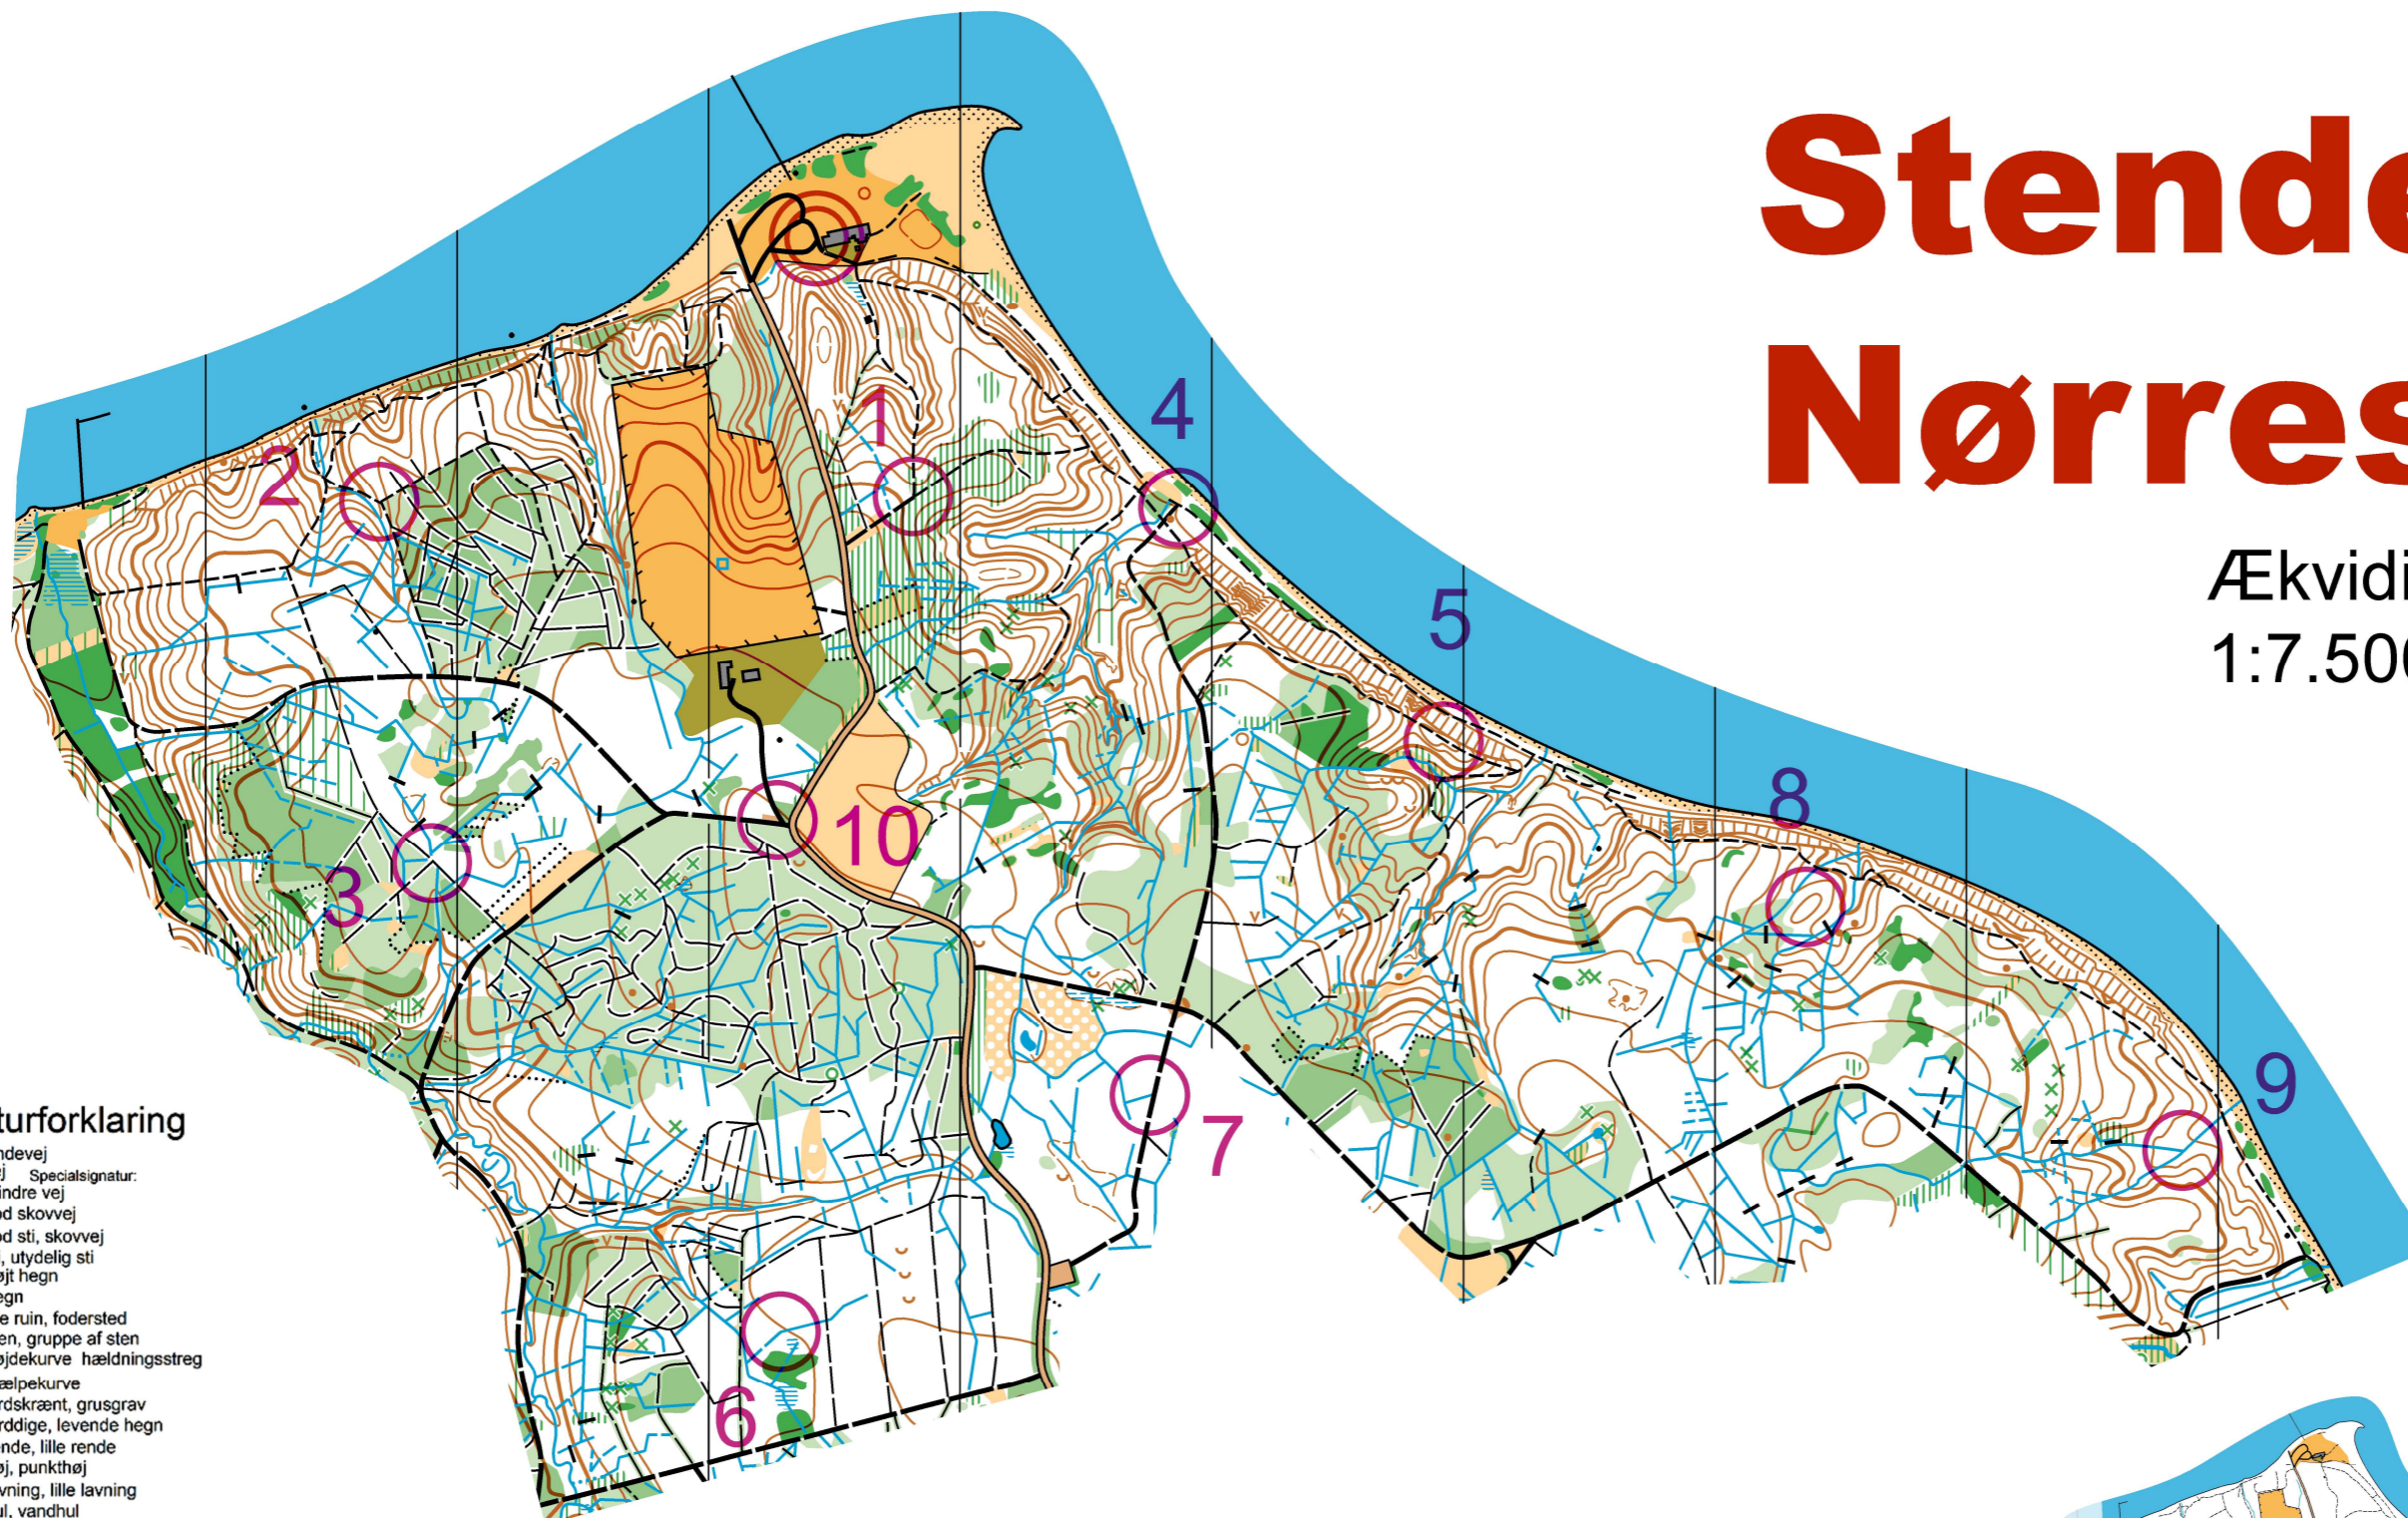 Stende
Nørres
Ækvidi
1:7.500
1
2
3
4
5
6
7
8
9
10
turforklaring
ndevej
ej Specialsignatur:
indre vej
od skovvej
od sti, skovvej
i, utydelig sti
øjt hegn
egn
e ruin, fodersted
en, gruppe af sten
øjdekurve hældningsstreg
ælpekurve
rdskrænt, grusgrav
rddige, levende hegn
ende, lille rende
øj, punkthøj
vning, lille lavning
ul, vandhul